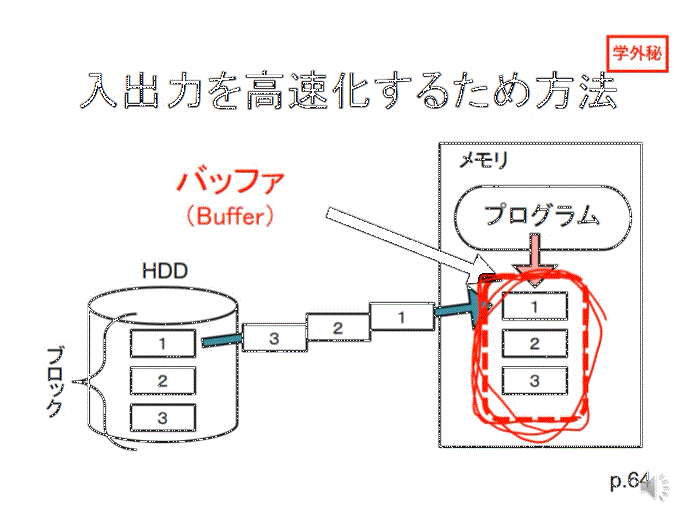 学外秘
入出力を高速化するため方法
メモリ
バッファ
(Buffer)
プログラム
HDD
ブロック
1
2
3
3
2
1
1
2
3
p.64